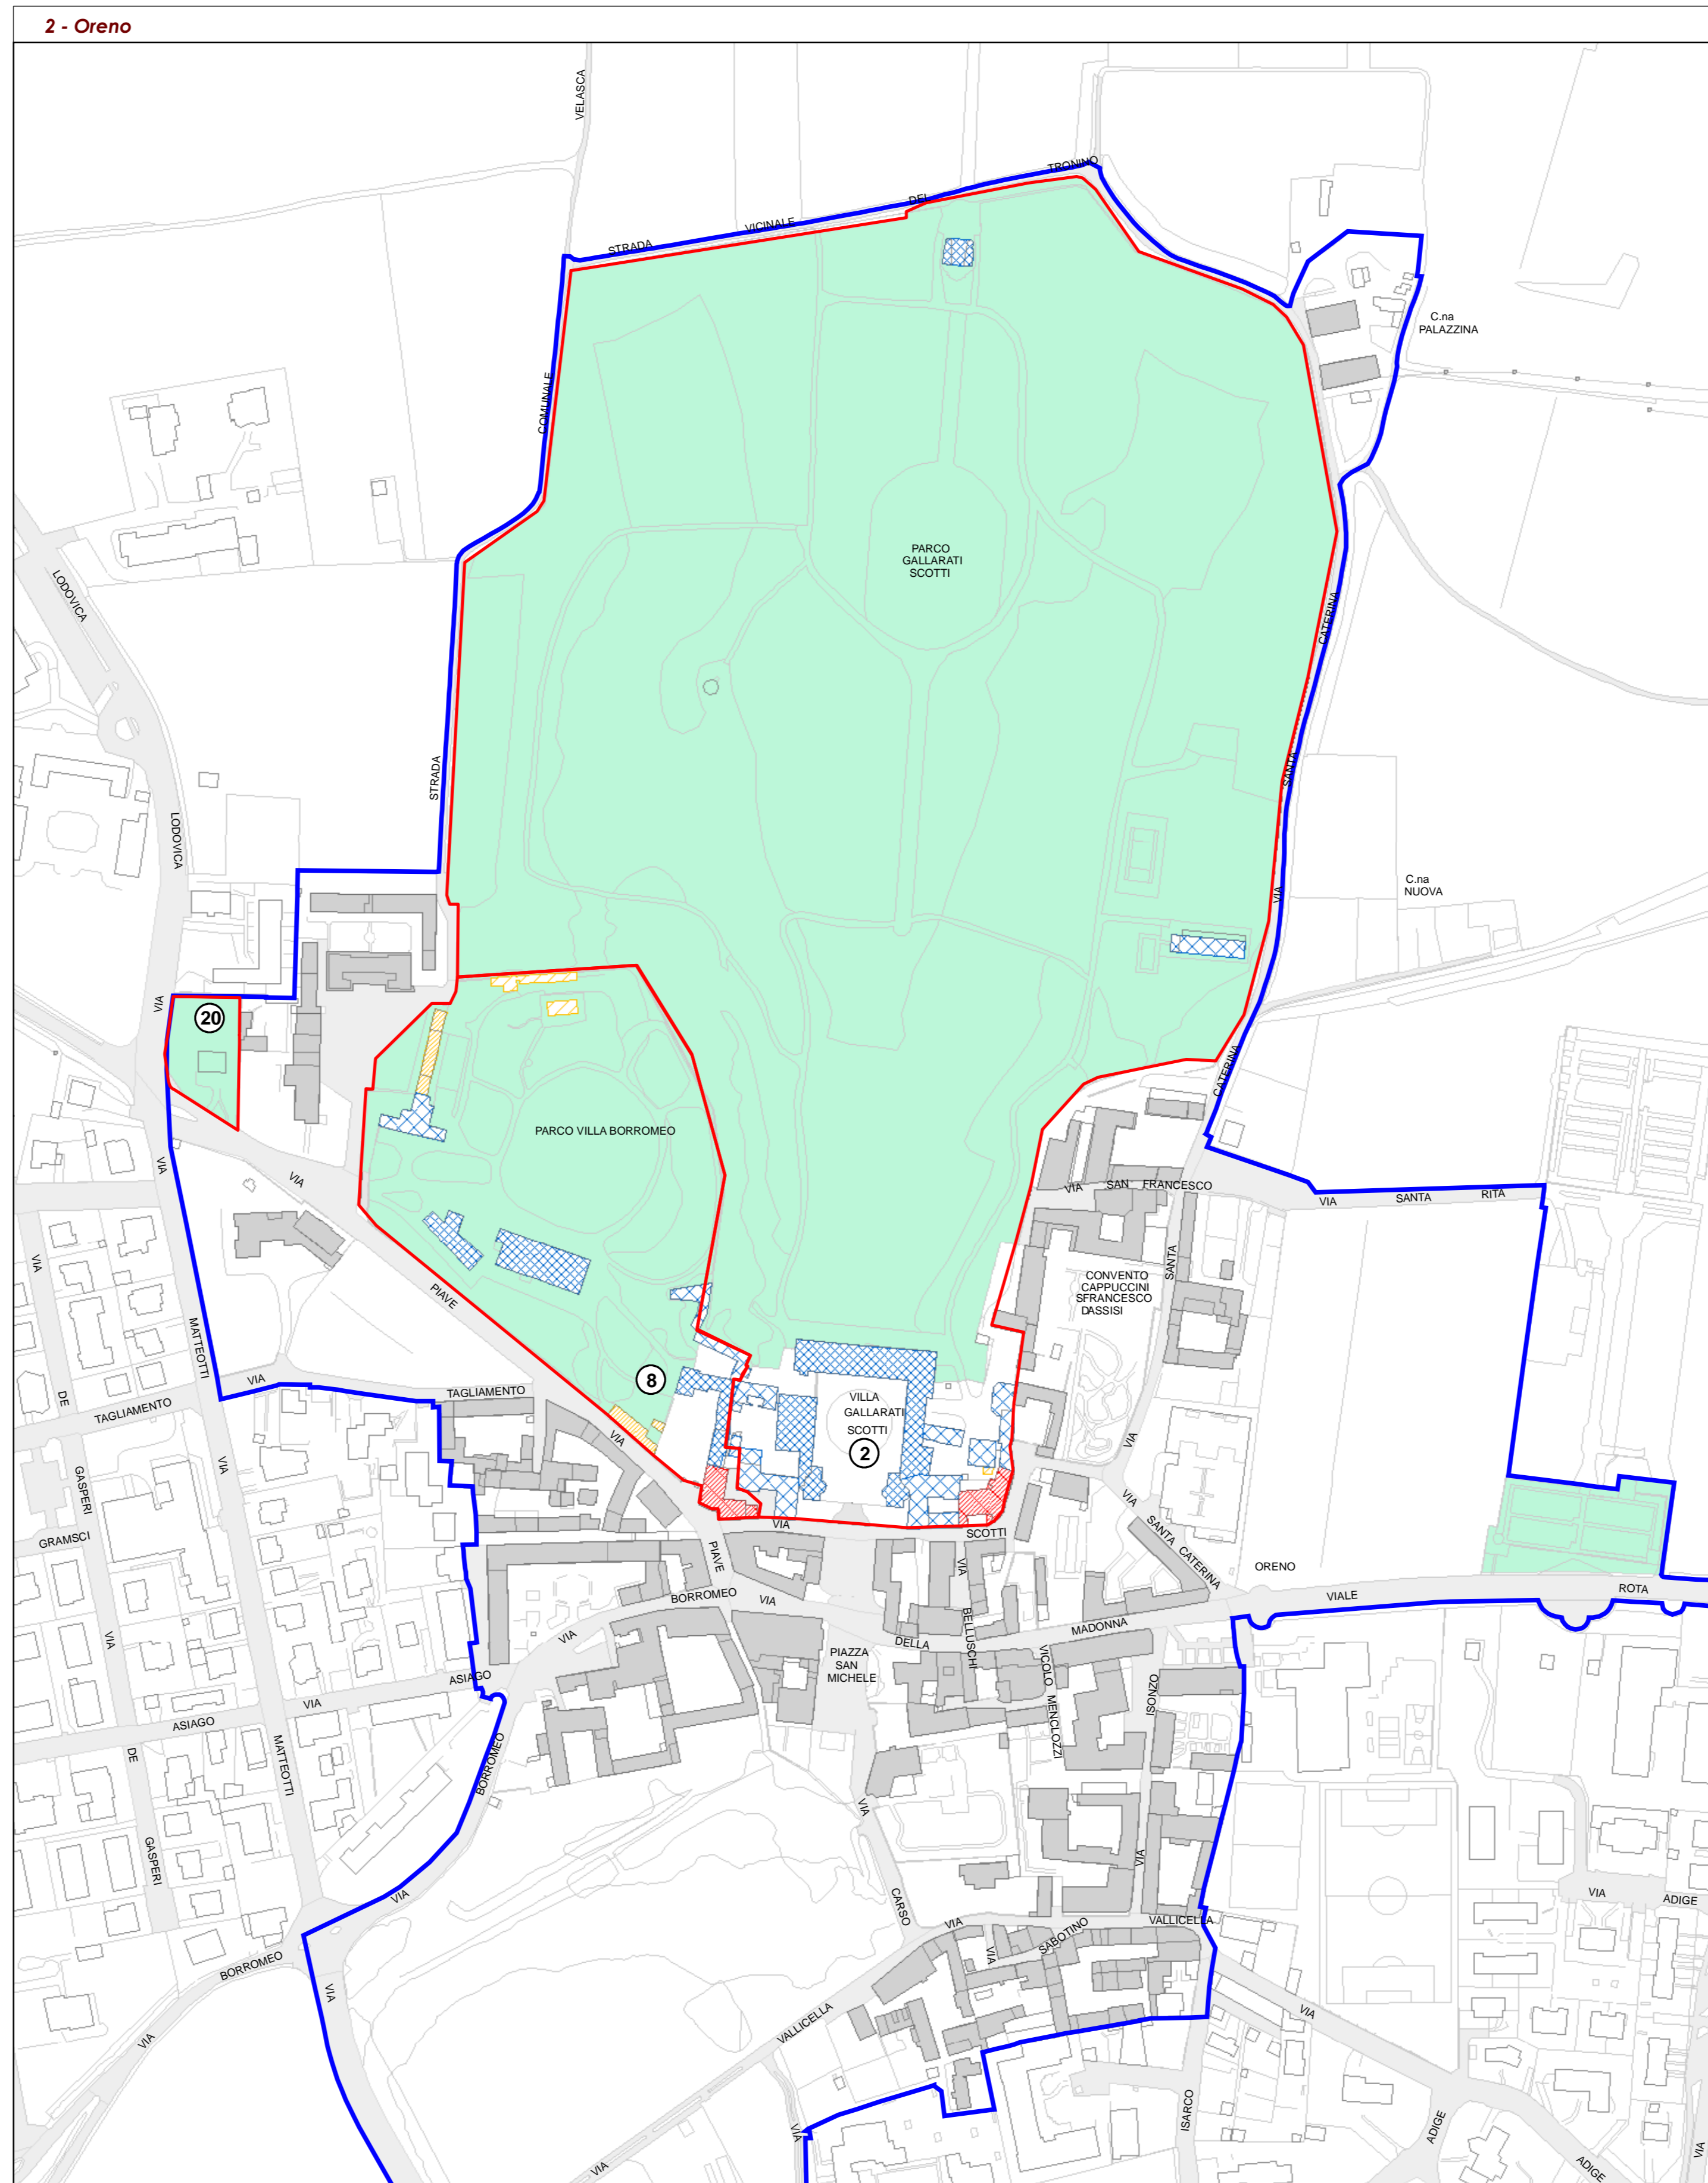 2 - Oreno
VELASCA
TRONINO
DEL
VICINALE
STRADA
C.na
PALAZZINA
COMUNALE
PARCO
GALLARATI
SCOTTI
LODOVICA
CATERINA
STRADA
SANTA
LODOVICA
C.na
NUOVA
VIA
VIA
20
CATERINA
PARCO VILLA BORROMEO
VIA
VIA
VIA SAN FRANCESCO
VIA SANTA RITA
VIA
SANTA
CONVENTO
CAPPUCCINI
SFRANCESCO
DASSISI
PIAVE
MATTEOTTI
8
VIA
TAGLIAMENTO
DE
TAGLIAMENTO
VILLA
GALLARATI
SCOTTI
2
VIA
VIA
VIA
GASPERI
VIA
SANTA CATERINA
VIA
SCOTTI
GRAMSCI
PIAVE
VIA
ORENO
VIALE
ROTA
BORROMEO
VIA
VIA
VIA
DELLA
BELLUSCHI
MADONNA
PIAZZA
SAN
MICHELE
VICOLO MENCLOZZI
ISONZO
ASIAGO
VIA
ASIAGO
DE
MATTEOTTI
BORROMEO
VIA
GASPERI
VIA
VIA
CARSO
VIA
ADIGE
VIA
VALLICELLA
SABOTINO
VIA
BORROMEO
VIA
VIA
VALLICELLA
VIA
VIA
ISARCO
ADIGE
VIA
VIA
ADIGE
VIA